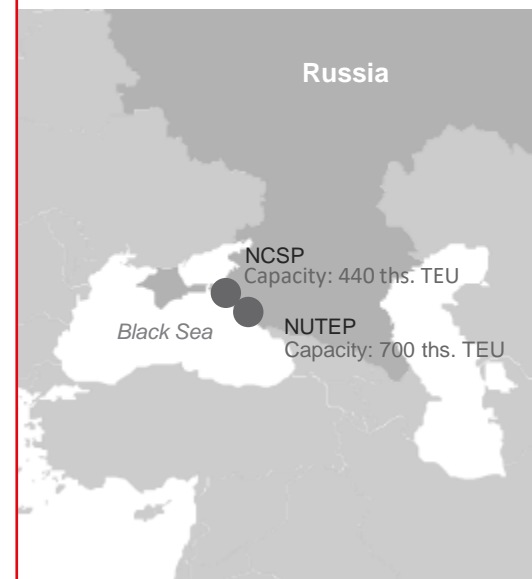 Russia
NCSP
Capacity: 440 ths. TEU
Black Sea
NUTEP
Capacity: 700 ths. TEU